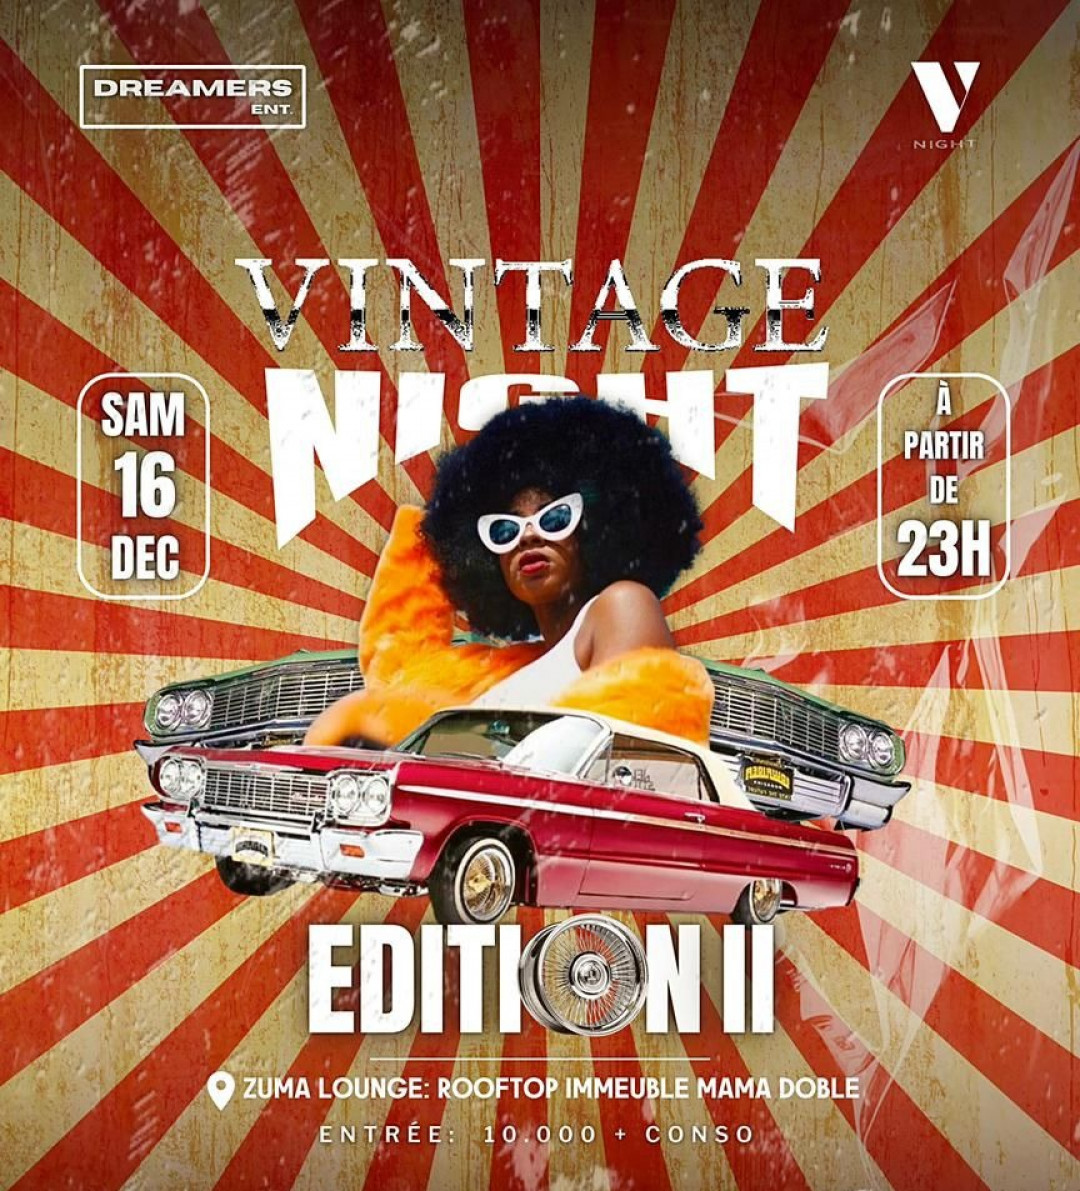 DREAMERS
ENT.
V
NIGHT
VINTAGE
NIGHT
SAM
16
DEC
À
PARTIR
DE
23H
EDITION II
ZUMA LOUNGE: ROOFTOP IMMEUBLE MAMA DOBLE
ENTRÉE: 10.000 + CONSO